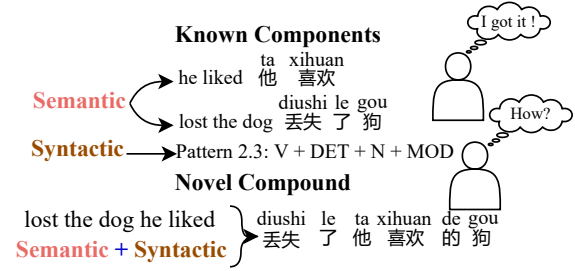 Known Components
I got it !
ta xihuan
he liked 他 喜欢
Semantic
diushi le gou
lost the dog 丢失 了 狗
How?
Syntactic Pattern 2.3: V + DET + N + MOD
Novel Compound
lost the dog he liked
Semantic + Syntactic
diushi le ta xihuan de gou
丢失 了 他 喜欢 的 狗